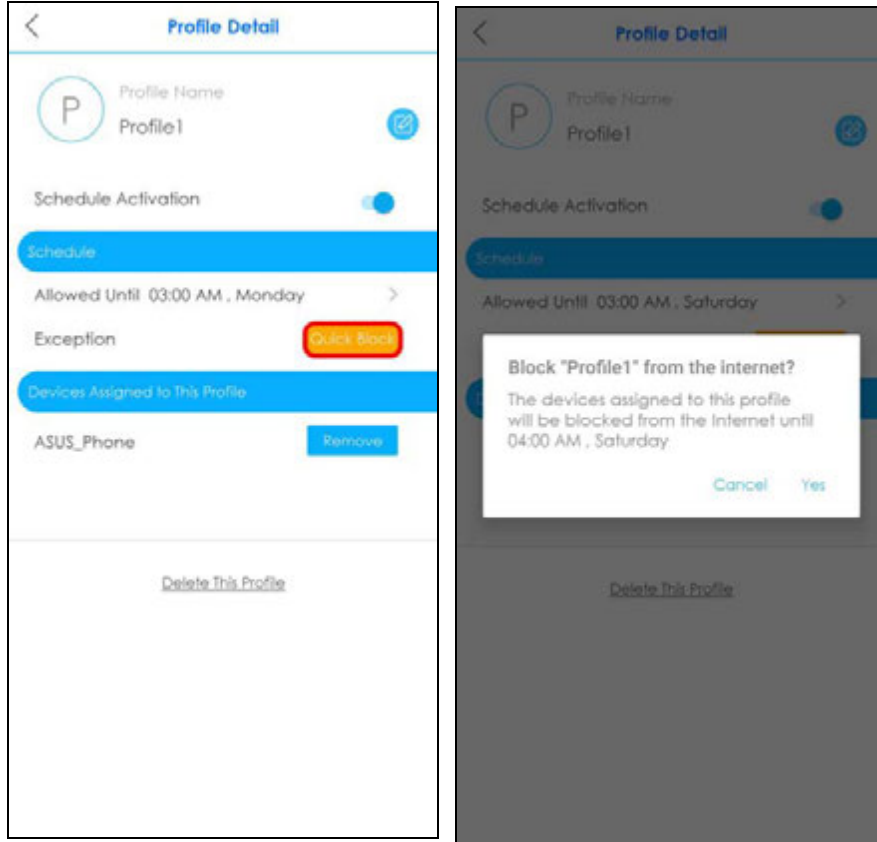 Profile Detail
P
Profile Name
Profile1
Schedule Activation
Schedule
Allowed Until 03:00 AM , Monday
Exception
Quick Block
Devices Assigned to This Profile
ASUS_Phone
Remove
Delete This Profile
Profile Detail
P
Profile Name
Profile1
Schedule Activation
Schedule
Allowed Until 03:00 AM , Saturday
Block "Profile1" from the internet?
The devices assigned to this profile
will be blocked from the Internet until
04:00 AM , Saturday
Cancel
Yes
Delete This Profile